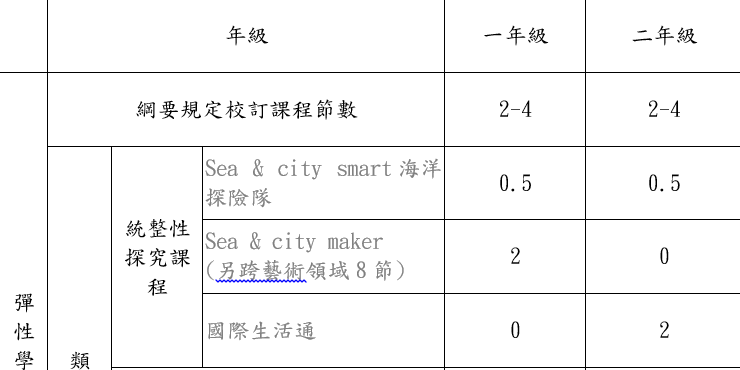 年級 一年級 二年級
綱要規定校訂課程節數 2-4 2-4
Sea & city smart 海洋
探險隊
0.5 0.5
統整性
探究課
程
Sea & city maker
(另跨藝術領域 8 節)
2 0
國際生活通 0 2
彈
性
學
類